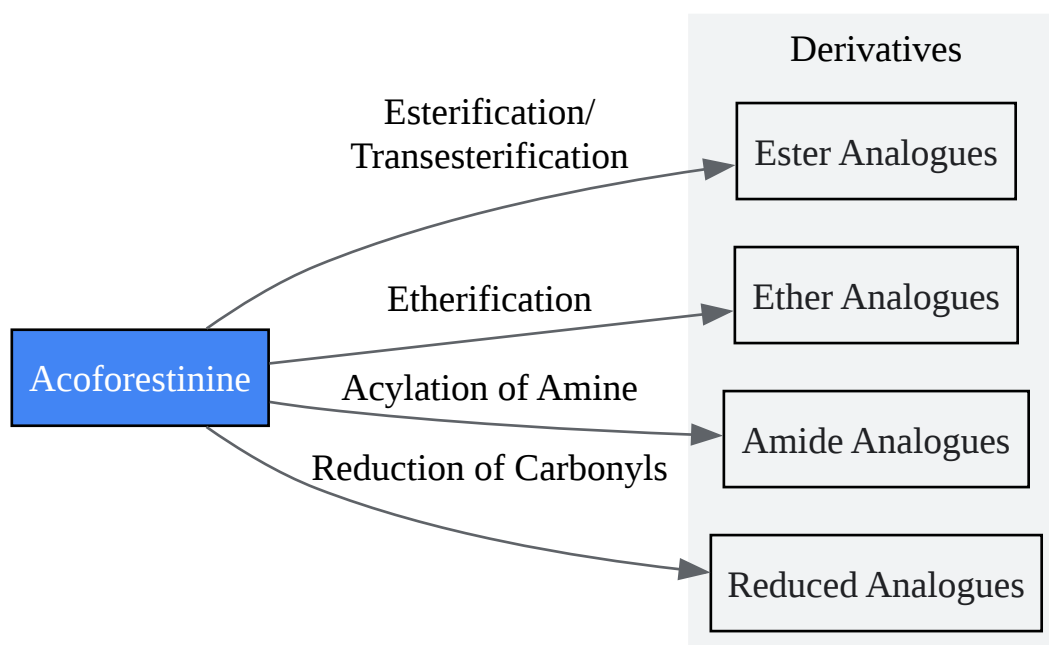 Derivatives
Esterification/
Transesterification
Ester Analogues
Etherification
Ether Analogues
Acoforestinine
Acylation of Amine
Amide Analogues
Reduction of Carbonyls
Reduced Analogues